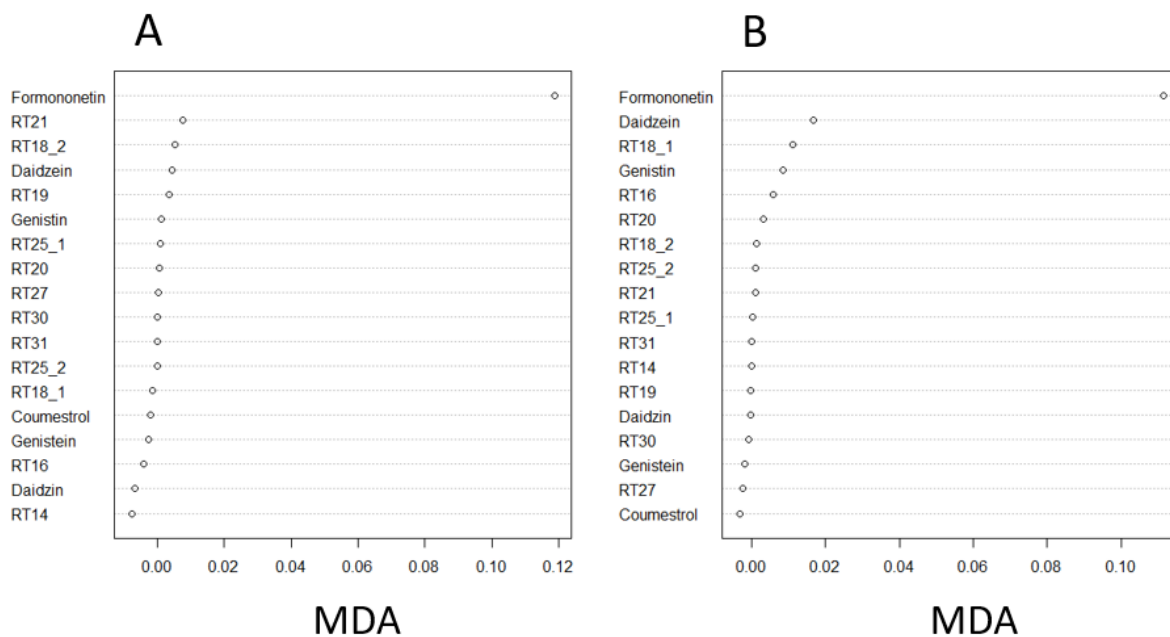 A
Formononetin
RT21
RT18_2
Daidzein
RT19
Genistin
RT25_1
RT20
RT27
RT30
RT31
RT25_2
RT18_1
Coumestrol
Genistein
RT16
Daidzin
RT14
0.00 0.02 0.04 0.06 0.08 0.10 0.12
MDA
B
Formononetin
Daidzein
RT18_1
Genistin
RT16
RT20
RT18_2
RT25_2
RT21
RT25_1
RT31
RT14
RT19
Daidzin
RT30
Genistein
RT27
Coumestrol
0.00 0.02 0.04 0.06 0.08 0.10
MDA